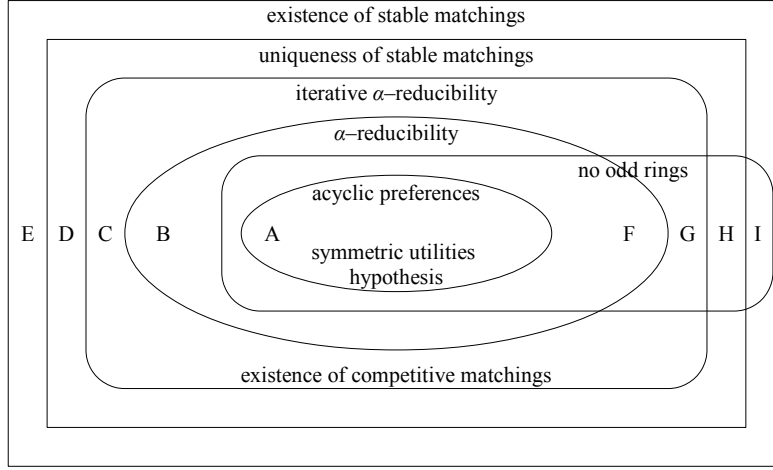 existence of stable matchings
uniqueness of stable matchings
iterative α–reducibility
α–reducibility
no odd rings
acyclic preferences
E D C B A F G H I
symmetric utilities
hypothesis
existence of competitive matchings